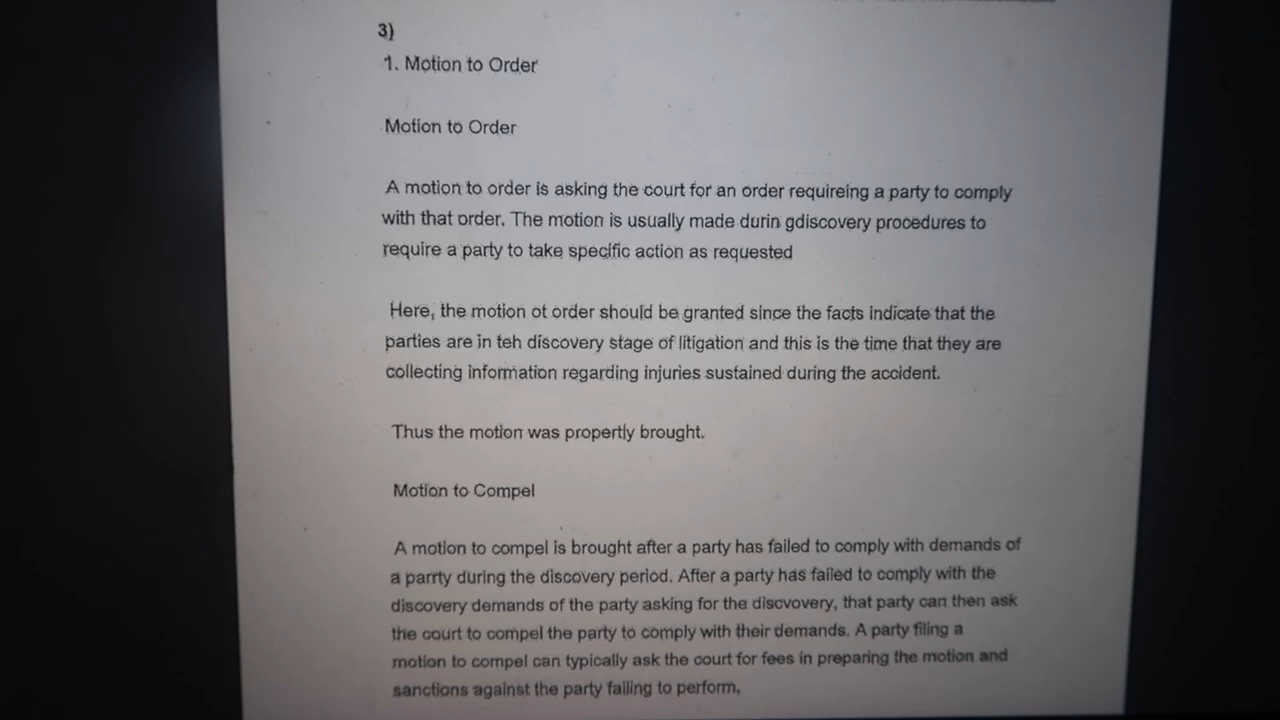 3)
1. Motion to Order
Motion to Order
A motion to order is asking the court for an order requireing a party to comply
with that order. The motion is usually made durin gdiscovery procedures to
require a party to take specific action as requested
Here, the motion ot order should be granted since the facts indicate that the
parties are in teh discovery stage of litigation and this is the time that they are
collecting information regarding injuries sustained during the accident.
Thus the motion was propertly brought.
Motion to Compel
A motion to compel is brought after a party has failed to comply with demands of
a parrty during the discovery period. After a party has failed to comply with the
discovery demands of the party asking for the discvovery, that party can then ask
the court to compel the party to comply with their demands. A party filing a
motion to compel can typically ask the court for fees in preparing the motion and
sanctions against the party failing to perform.